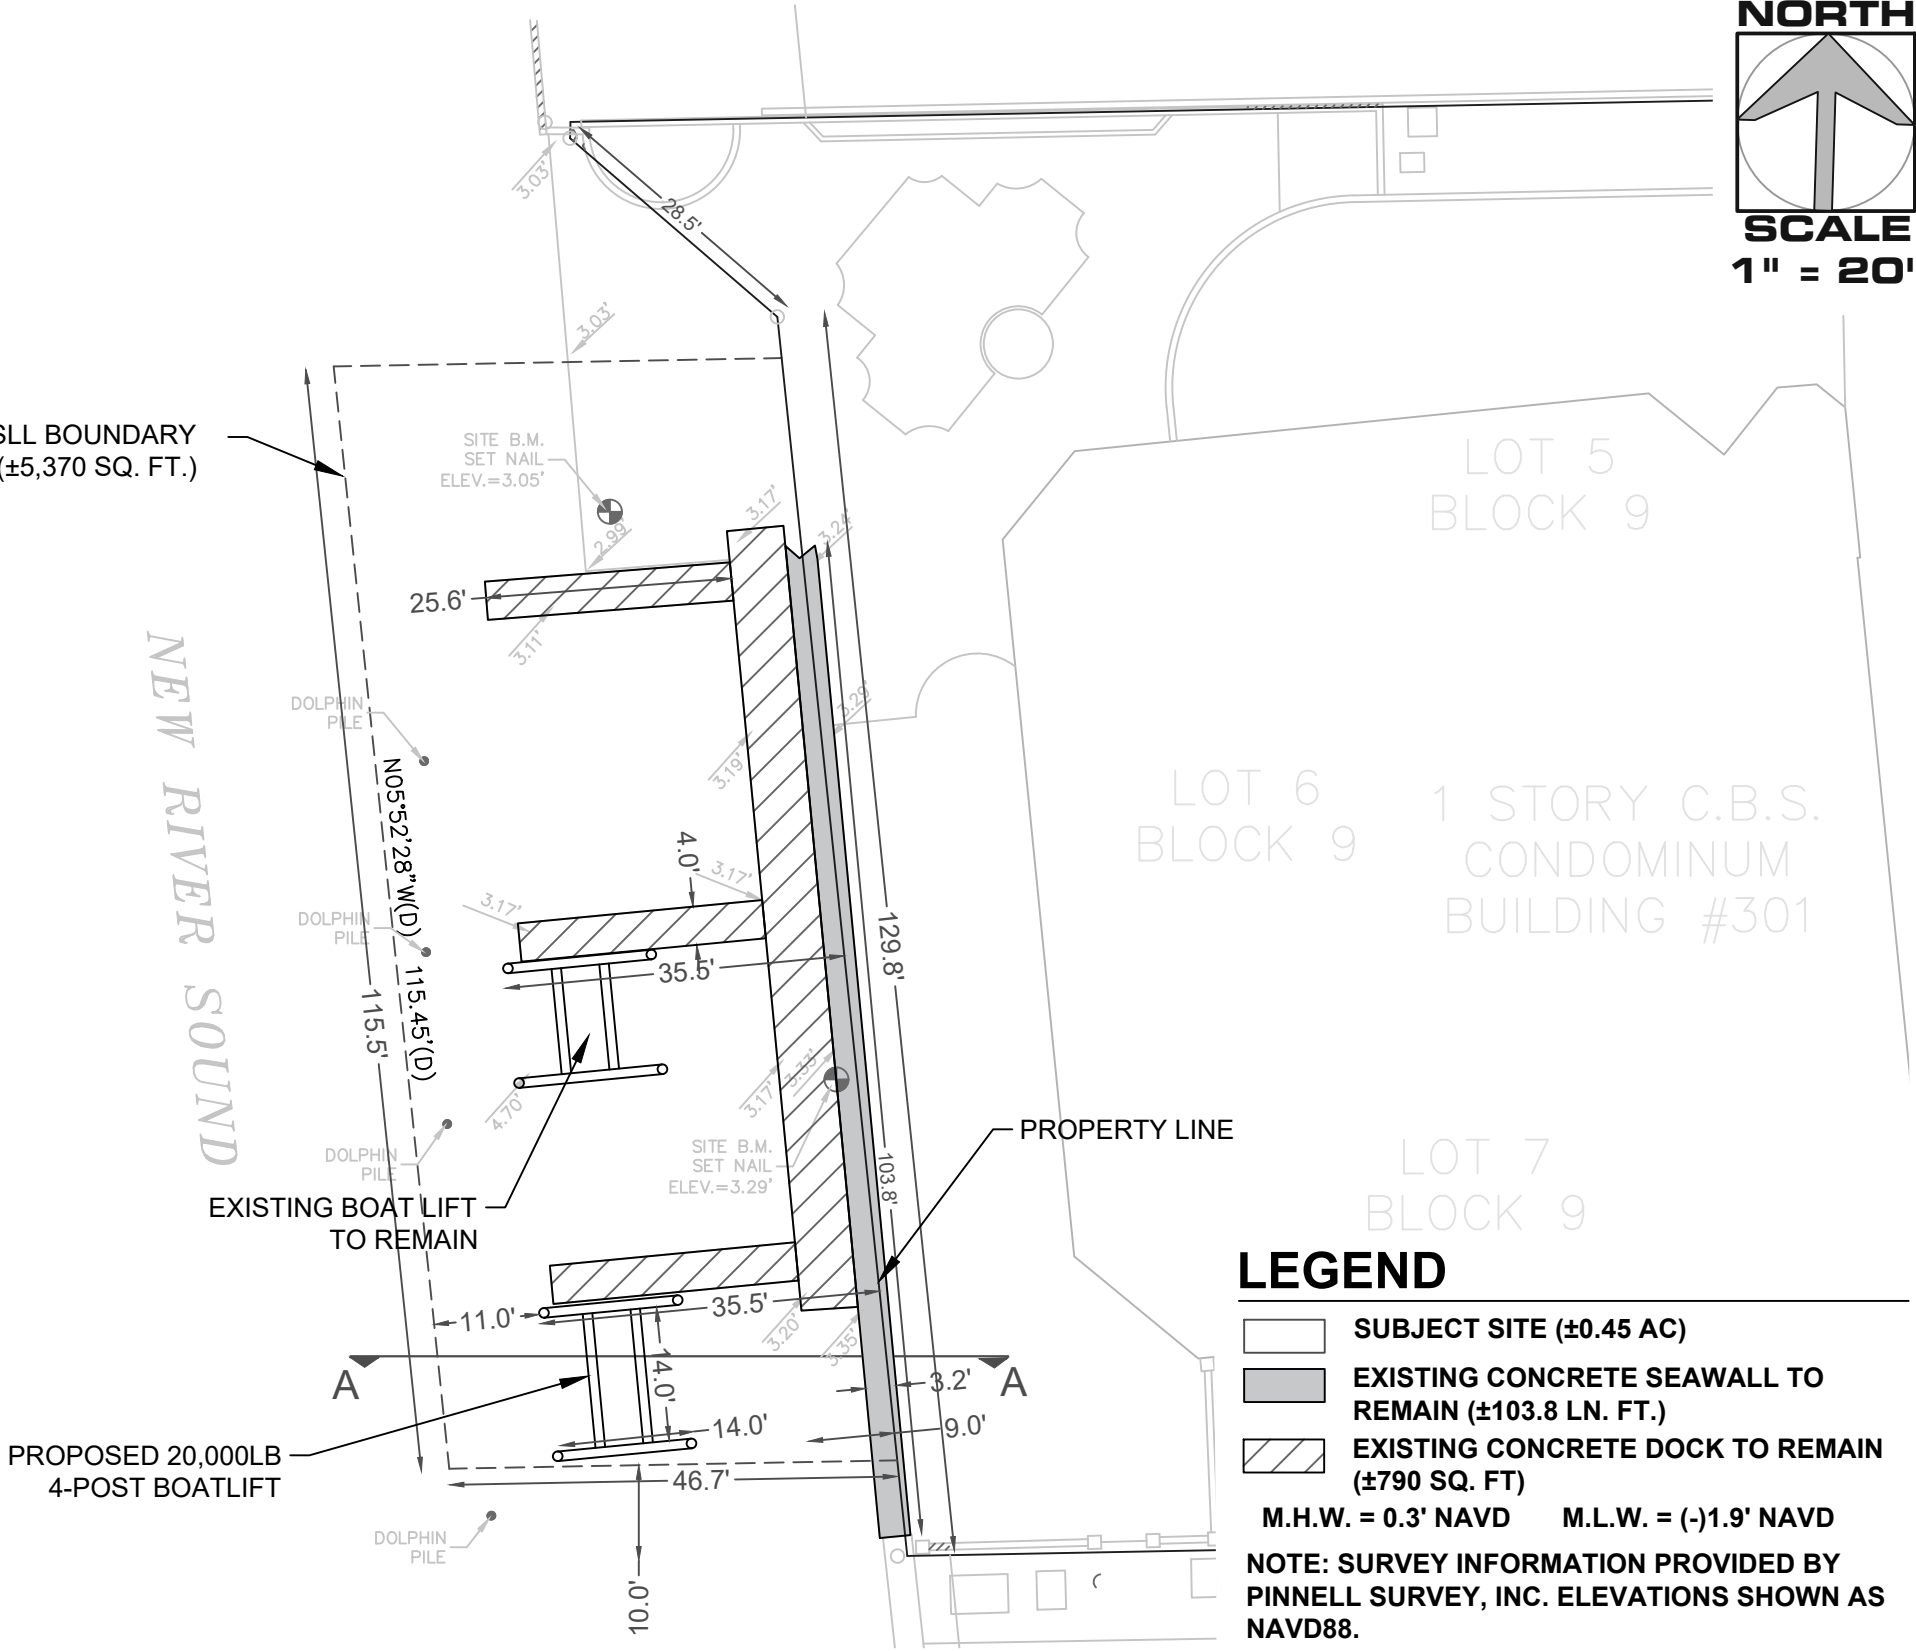 NORTH
SCALE
1" = 20'
3.03'
28.5'
3.03'
SLL BOUNDARY
(±5,370 SQ. FT.)
SITE B.M.
SET NAIL
ELEV.=3.05'
2.99'
3.17'
3.24'
LOT 5
BLOCK 9
25.6'
3.11'
NEW RIVER SOUND
DOLPHIN
PILE
3.29'
3.19'
N05°52'28"W(D) 115.45'(D)
115.5'
4.0'
3.17'
3.17'
DOLPHIN
PILE
35.5'
129.8'
LOT 6
BLOCK 9
1 STORY C.B.S.
CONDOMINUM
BUILDING #301
4.70'
3.17'
3.33'
DOLPHIN
PILE
SITE B.M.
SET NAIL
ELEV.=3.29'
103.8'
PROPERTY LINE
LOT 7
BLOCK 9
EXISTING BOAT LIFT
TO REMAIN
11.0'
35.5'
3.20'
3.35'
A
14.0'
3.2'
A
14.0'
9.0'
PROPOSED 20,000LB
4-POST BOATLIFT
46.7'
DOLPHIN
PILE
10.0'
LEGEND
SUBJECT SITE (±0.45 AC)
EXISTING CONCRETE SEAWALL TO
REMAIN (±103.8 LN. FT.)
EXISTING CONCRETE DOCK TO REMAIN
(±790 SQ. FT)
M.H.W. = 0.3' NAVD M.L.W. = (-)1.9' NAVD
NOTE: SURVEY INFORMATION PROVIDED BY
PINNELL SURVEY, INC. ELEVATIONS SHOWN AS
NAVD88.